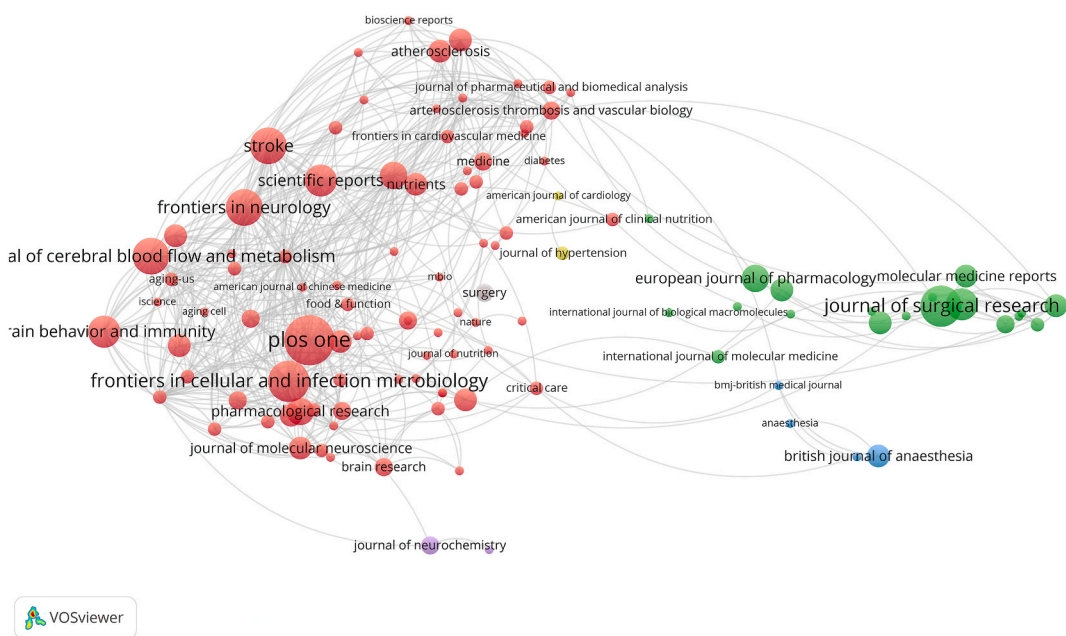 bioscience reports
atherosclerosis
journal of pharmaceutical and biomedical analysis
arteriosclerosis thrombosis and vascular biology
frontiers in cardiovascular medicine
stroke
medicine
diabetes
scientific reports
nutrients
american journal of cardiology
frontiers in neurology
american journal of clinical nutrition
al of cerebral blood flow and metabolism
journal of hypertension
aging-us
mbio
european journal of pharmacology
molecular medicine reports
american journal of chinese medicine
surgery
iscience
food & function
journal of surgical research
aging cell
international journal of biological macromolecules
nature
rain behavior and immunity
plos one
journal of nutrition
international journal of molecular medicine
frontiers in cellular and infection microbiology
critical care
bmj-british medical journal
pharmacological research
anaesthesia
journal of molecular neuroscience
british journal of anaesthesia
brain research
journal of neurochemistry
VOSviewer